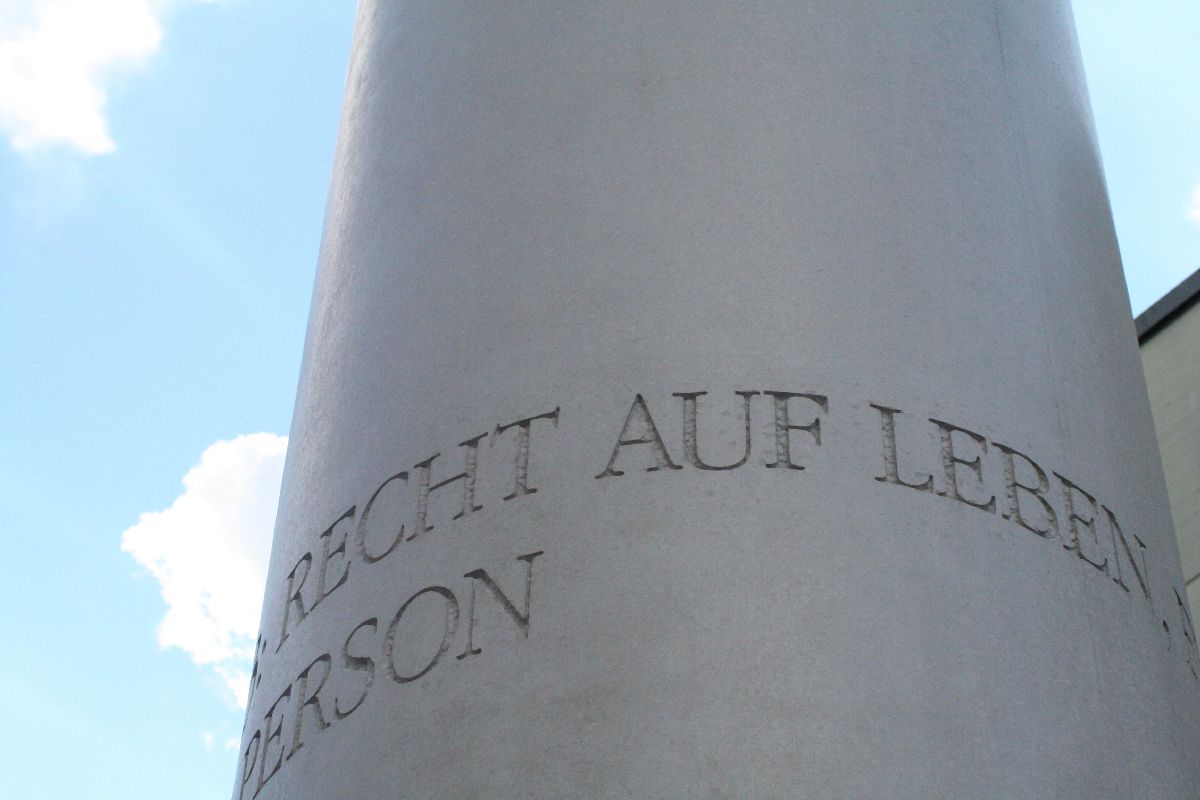 : RECHT AUF LEBEN,
PERSON